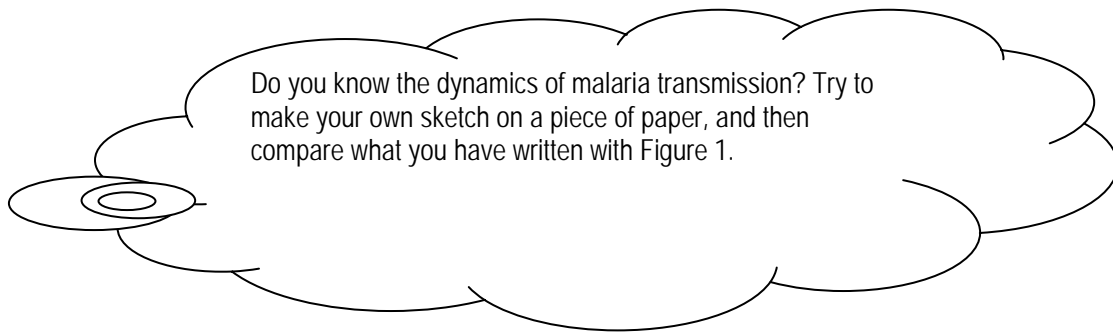 Do you know the dynamics of malaria transmission? Try to
make your own sketch on a piece of paper, and then
compare what you have written with Figure 1.